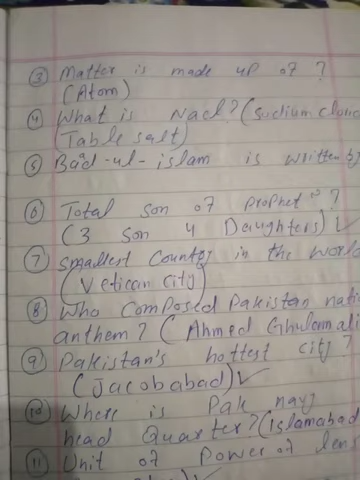 ③ Matter is made up of ?
(Atom)
④ What is Nacl? (Sudium
(Table salt)
⑤ Bad-ul-islam is written by
⑥ Total son of prophet ?
(3 son 4 Daughters) ✓
⑦ Smallest Country in the World
(Vetican City)
⑧ Who composed Pakistan nati
anthem? (Ahmed
⑨ Pakistan's hottest city ?
(Jacobabad) ✓
⑩ Where is Pak navy
head Quarter? (Islamabad
⑪ Unit of Power of lens